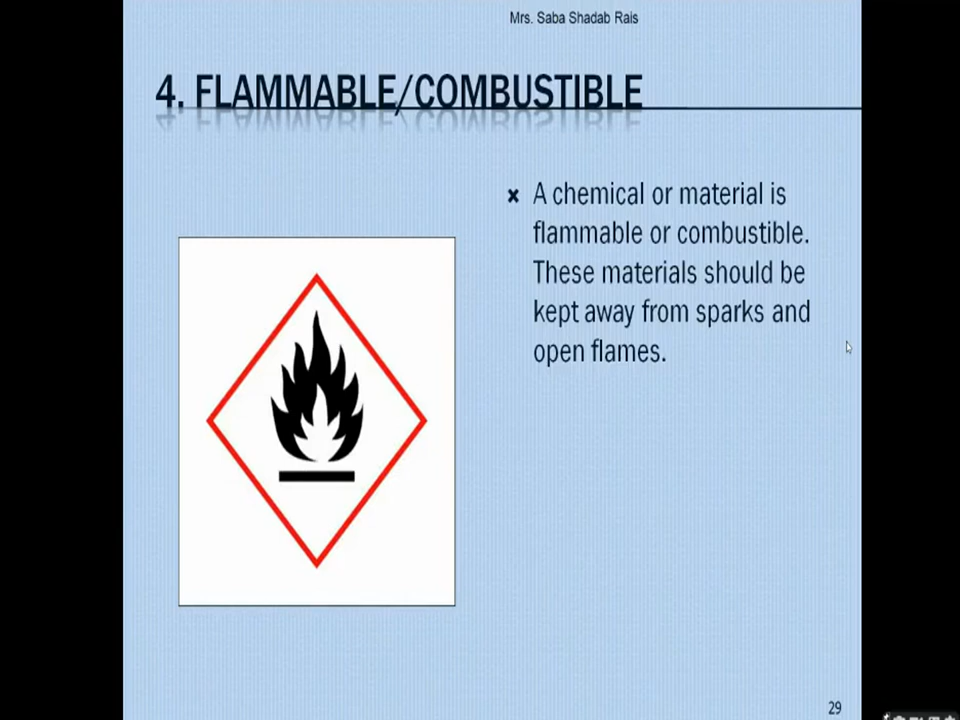 Mrs. Saba Shadab Rais
4. FLAMMABLE/COMBUSTIBLE
A chemical or material is
flammable or combustible.
These materials should be
kept away from sparks and
open flames.
29